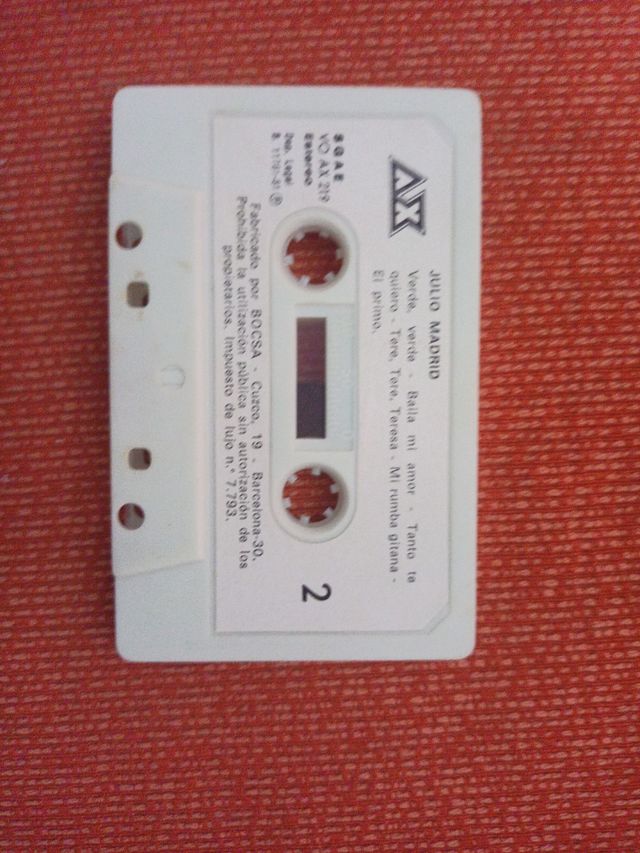 AX
JULIO MADRID
Verde, verde - Baila mi amor - Tanto te
quiero - Tere, Tere, Teresa - Mi rumba gitana -
El primo.
SGAE
VO AX 219
Estereo
Dep. Legal
B. ℗
2
Fabricado por BOCSA - Cuzco, 19 - Barcelona-30.
Prohibida la utilización pública sin autorización de los
propietarios. Impuesto de lujo n.° 7.793.